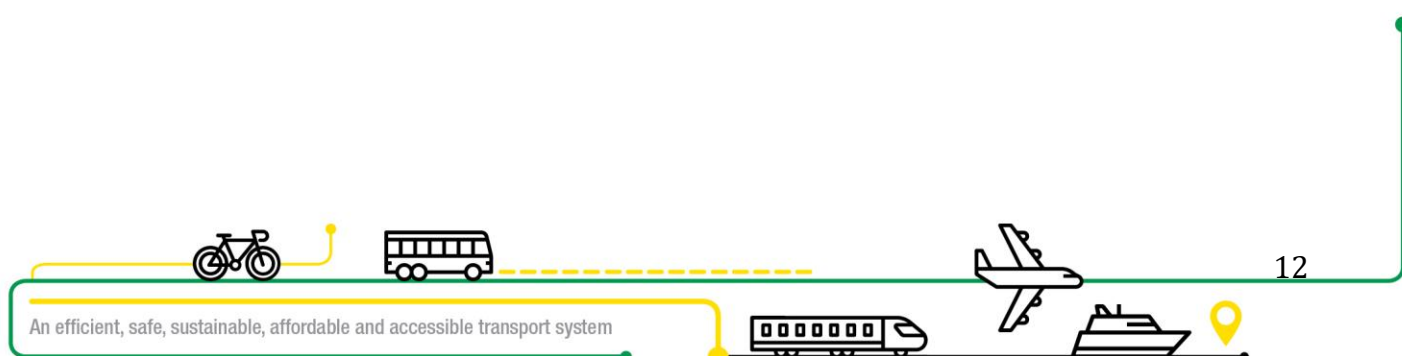 12
An efficient, safe, sustainable, affordable and accessible transport system